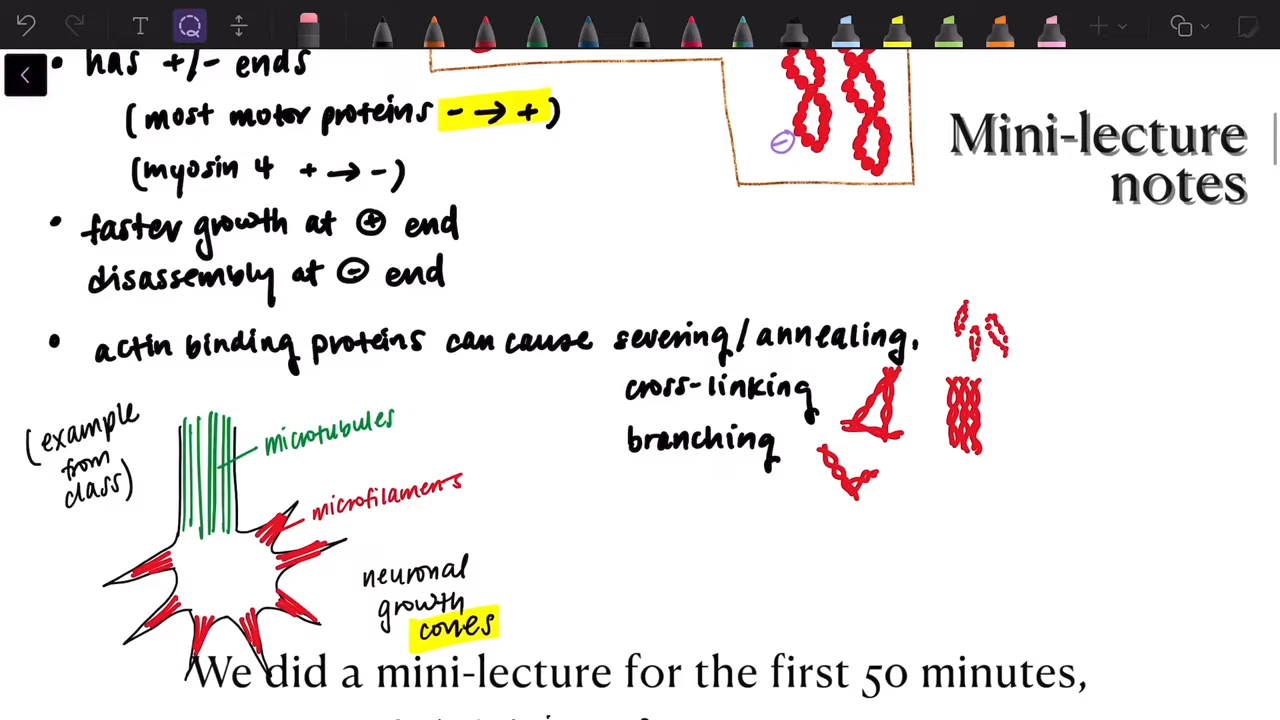 • has +/- ends
(most motor proteins - → +)
(myosin 4 + → -)
• faster growth at ⊕ end
disassembly at ⊖ end
• actin binding proteins can cause severing/annealing,
cross-linking
branching
(example
from
class)
microtubules
microfilaments
neuronal
growth
cones
⊖
Mini-lecture
notes
We did a mini-lecture for the first 50 minutes,